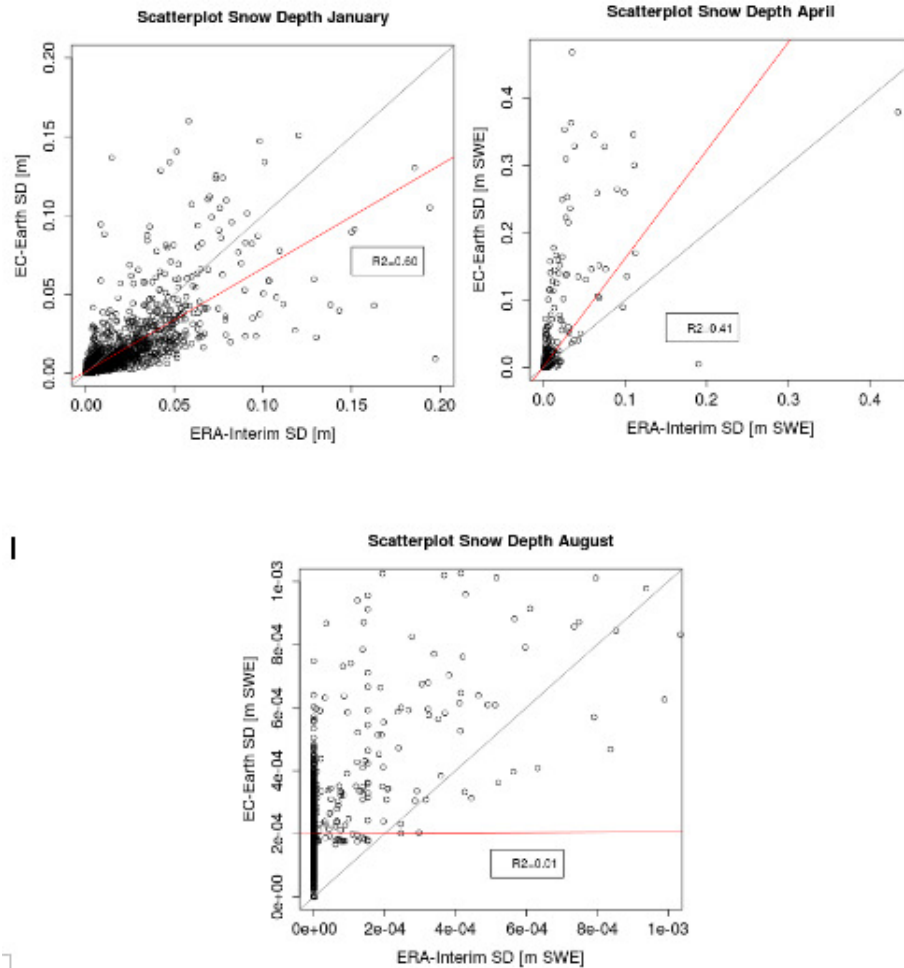 Scatterplot Snow Depth January
EC-Earth SD [m]
0.20
0.15
0.10
0.05
0.00
R2=0.60
0.00 0.05 0.10 0.15 0.20
ERA-Interim SD [m]
Scatterplot Snow Depth April
EC-Earth SD [m SWE]
0.4
0.3
0.2
0.1
0.0
R2=0.41
0.0 0.1 0.2 0.3 0.4
ERA-Interim SD [m SWE]
Scatterplot Snow Depth August
EC-Earth SD [m SWE]
1e-03
8e-04
6e-04
4e-04
2e-04
0e+00
R2=0.01
0e+00 2e-04 4e-04 6e-04 8e-04 1e-03
ERA-Interim SD [m SWE]